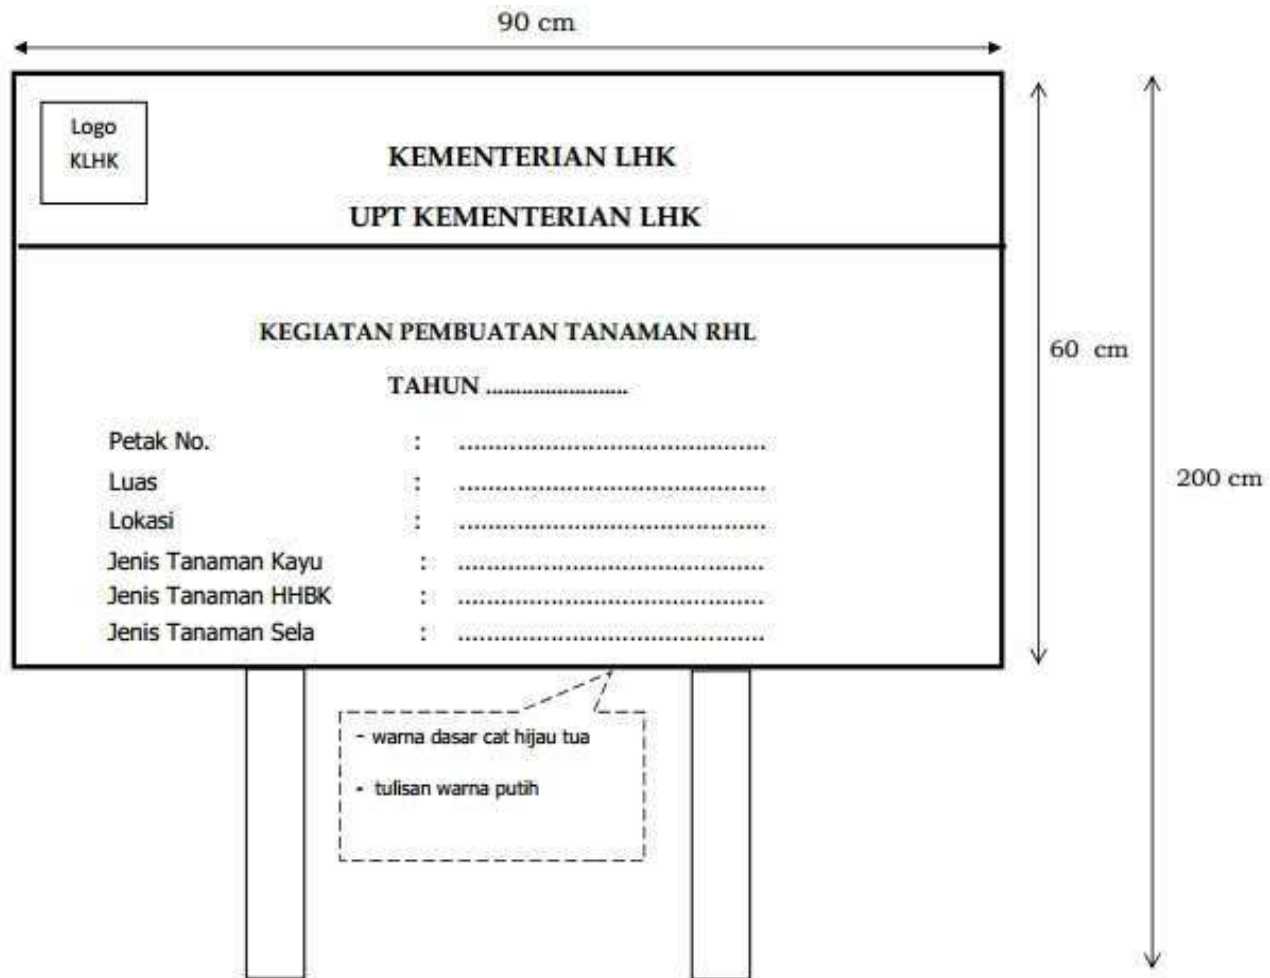 90 cm
Logo
KLHK
KEMENTERIAN LHK
UPT KEMENTERIAN LHK
KEGIATAN PEMBUATAN TANAMAN RHL
TAHUN ........................
60 cm
Petak No. : ..........................................
200 cm
Luas : ..........................................
Lokasi : ..........................................
Jenis Tanaman Kayu : ..........................................
Jenis Tanaman HHBK : ..........................................
Jenis Tanaman Sela : ..........................................
- warna dasar cat hijau tua
- tulisan warna putih